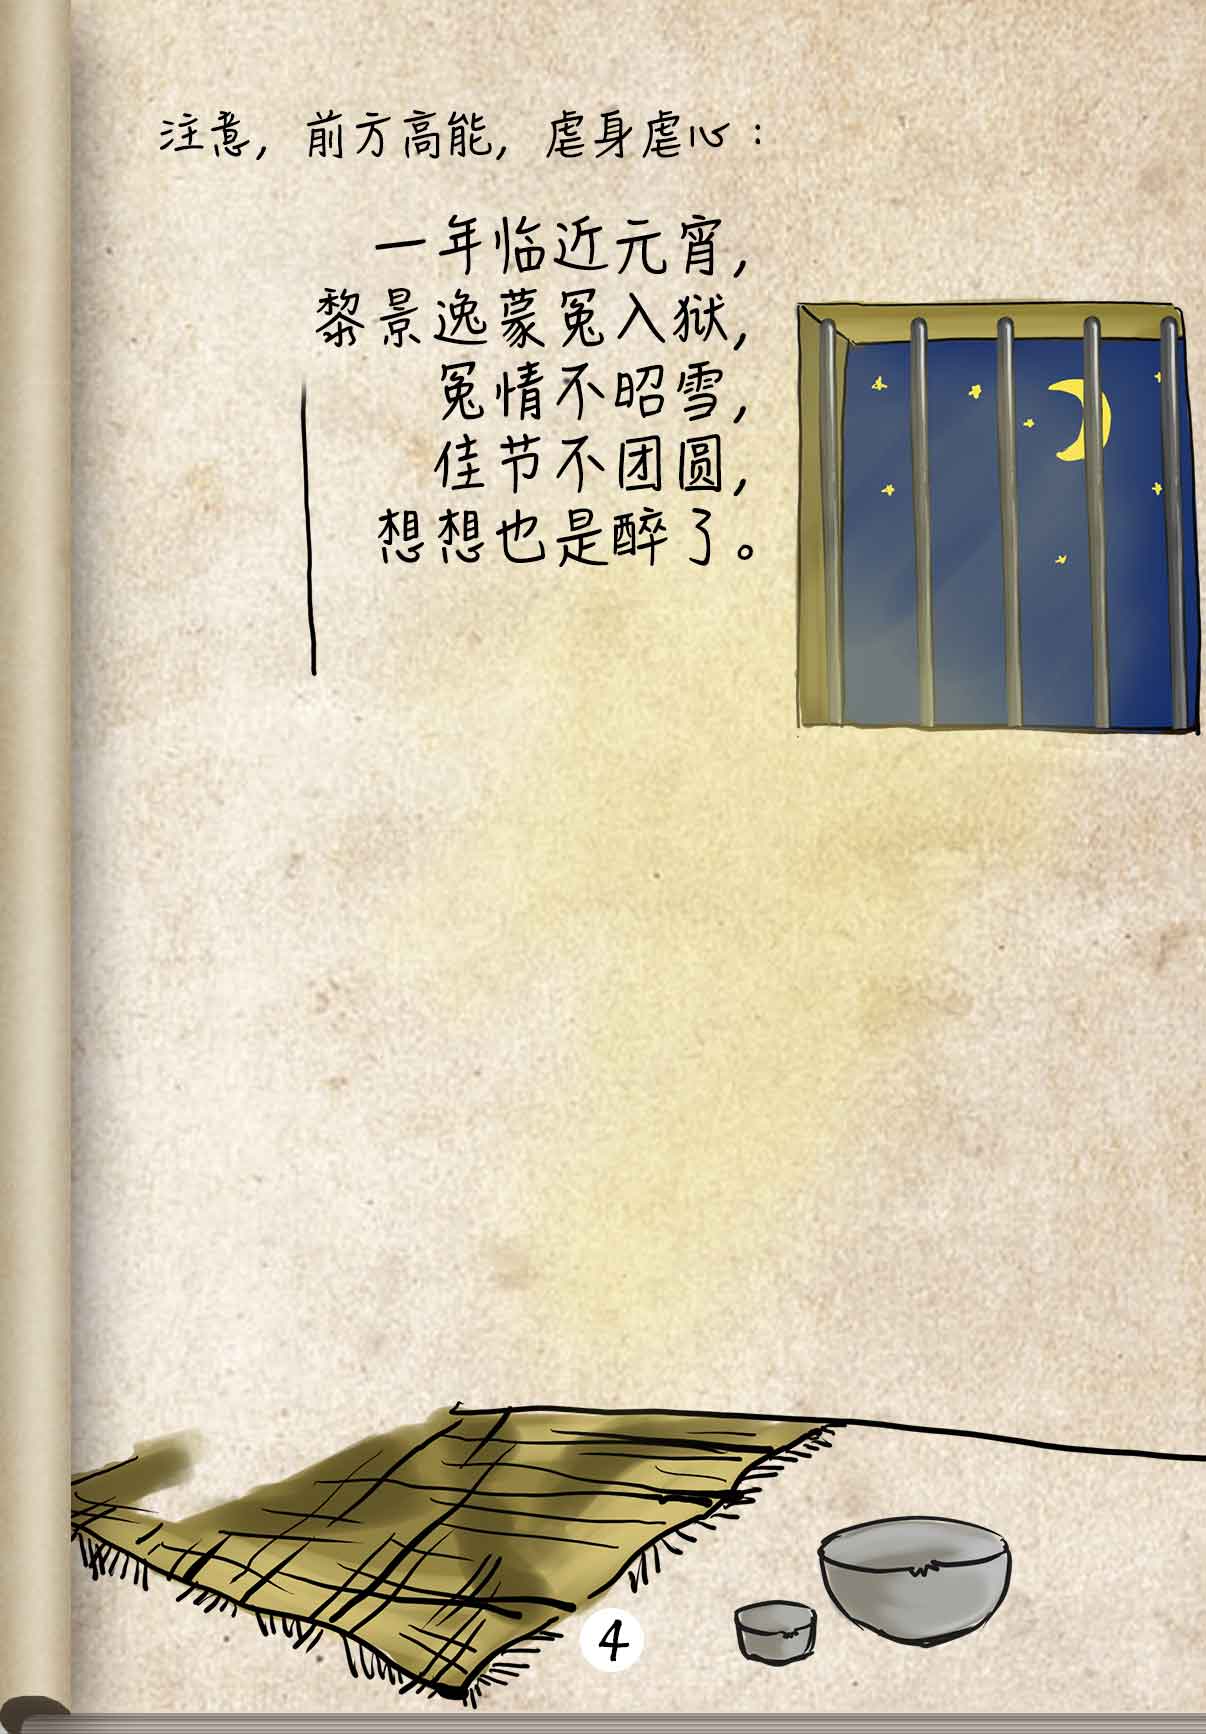 注意,前方高能,虐身虐心:
一年临近元宵,
黎景逸蒙冤入狱,
冤情不昭雪,
佳节不团圆,
想想也是醉了。
4